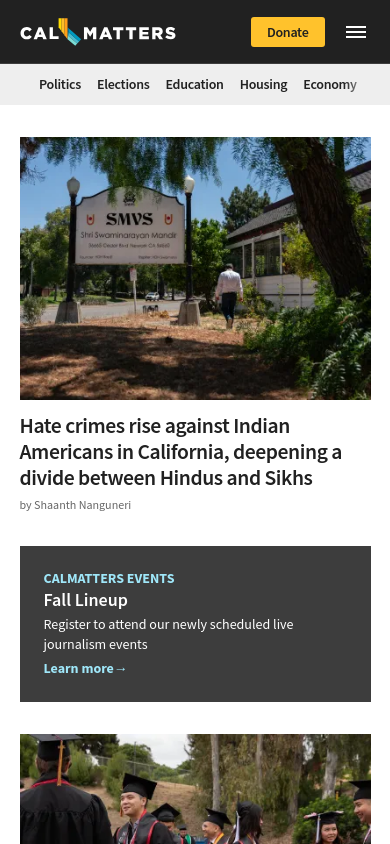 CAL MATTERS
Donate
Politics Elections Education Housing Economy
SMVS
Shri Swaminarayan Mandir
Hate crimes rise against Indian
Americans in California, deepening a
divide between Hindus and Sikhs
by Shaanth Nanguneri
CALMATTERS EVENTS
Fall Lineup
Register to attend our newly scheduled live
journalism events
Learn more→